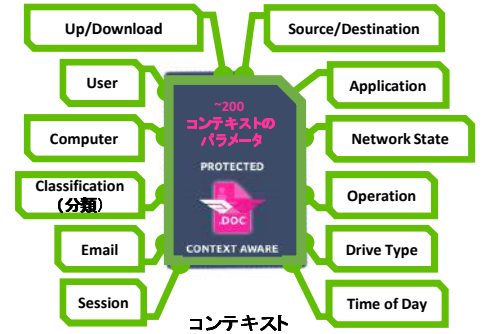 Up/Download
Source/Destination
User
Application
~200
コンテキストの
パラメータ
Computer
Network State
PROTECTED
Classification
(分類)
Operation
.DOC
Email
CONTEXT AWARE
Drive Type
Session
Time of Day
コンテキスト